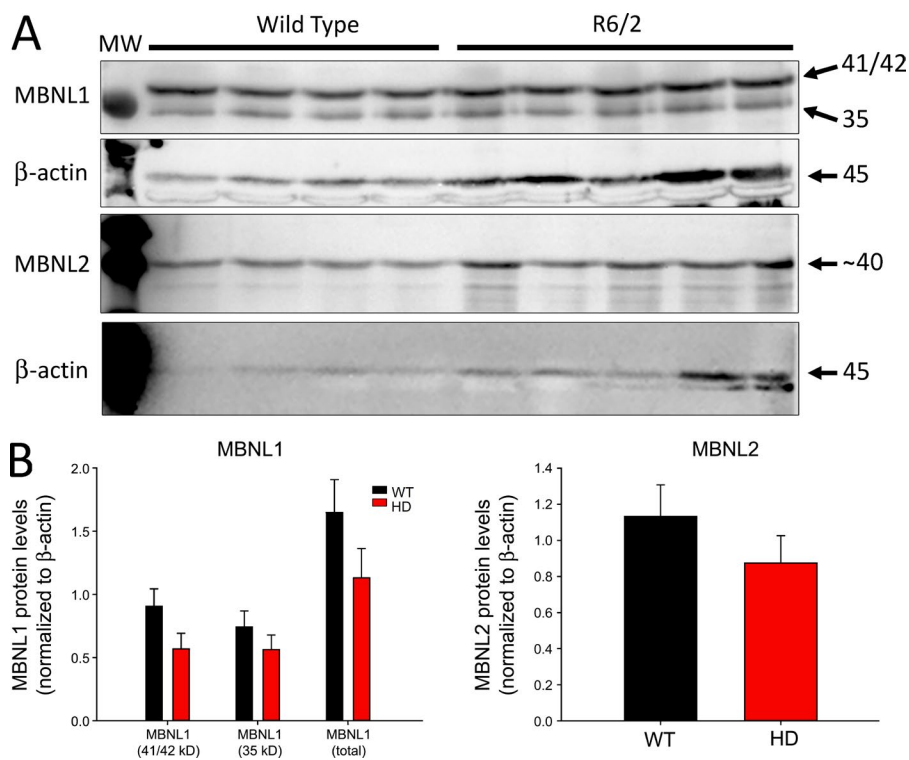 A
Wild Type
R6/2
MW
MBNL1
41/42
35
β-actin
45
MBNL2
~40
β-actin
45
B
MBNL1
MBNL1 protein levels
(normalized to β-actin)
2.0
1.5
1.0
0.5
0.0
WT
HD
MBNL1
(41/42 kD)
MBNL1
(35 kD)
MBNL1
(total)
MBNL2
MBNL2 protein levels
(normalized to β-actin)
1.4
1.2
1.0
0.8
0.6
0.4
0.2
0.0
WT
HD